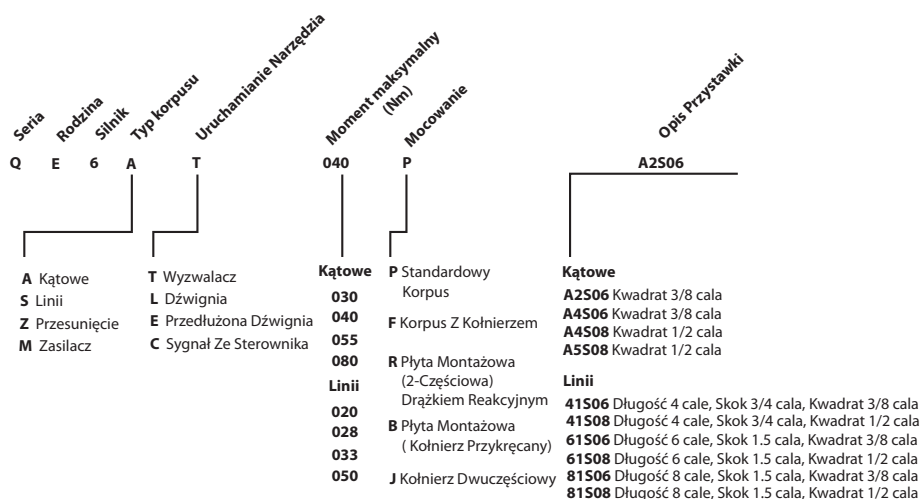 Seria
Rodzina
Silnik
Typ korpusu
Uruchamianie Narzędzia
Moment maksymalny
(Nm)
Mocowanie
Opis Przystawki
Q E 6 A T 040 P A2S06
A Kątowe
S Linii
Z Przesunięcie
M Zasilacz
T Wyzwalacz
L Dźwignia
E Przedłużona Dźwignia
C Sygnał Ze Sterownika
Kątowe
030
040
055
080
Linii
020
028
033
050
P Standardowy
Korpus
F Korpus Z Kołnierzem
R Płyta Montażowa
(2-Częściowa)
Drążkiem Reakcyjnym
B Płyta Montażowa
( Kołnierz Przykręcany)
J Kołnierz Dwuczęściowy
Kątowe
A2S06 Kwadrat 3/8 cala
A4S06 Kwadrat 3/8 cala
A4S08 Kwadrat 1/2 cala
A5S08 Kwadrat 1/2 cala
Linii
41S06 Długość 4 cale, Skok 3/4 cala, Kwadrat 3/8 cala
41S08 Długość 4 cale, Skok 3/4 cala, Kwadrat 1/2 cala
61S06 Długość 6 cale, Skok 1.5 cala, Kwadrat 3/8 cala
61S08 Długość 6 cale, Skok 1.5 cala, Kwadrat 1/2 cala
81S06 Długość 8 cale, Skok 1.5 cala, Kwadrat 3/8 cala
81S08 Długość 8 cale, Skok 1.5 cala, Kwadrat 1/2 cala